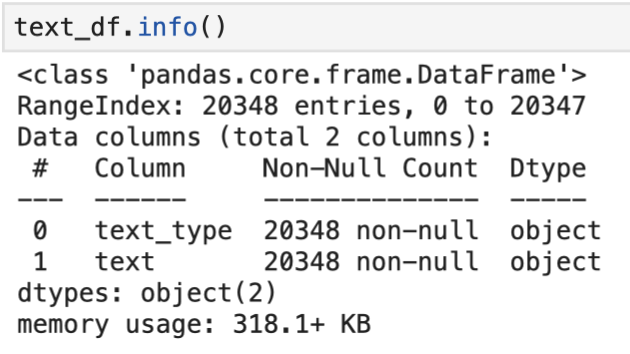 text_df.info()
<class 'pandas.core.frame.DataFrame'>
RangeIndex: 20348 entries, 0 to 20347
Data columns (total 2 columns):
 #   Column     Non-Null Count  Dtype
---  ------     --------------  -----
 0   text_type  20348 non-null  object
 1   text       20348 non-null  object
dtypes: object(2)
memory usage: 318.1+ KB